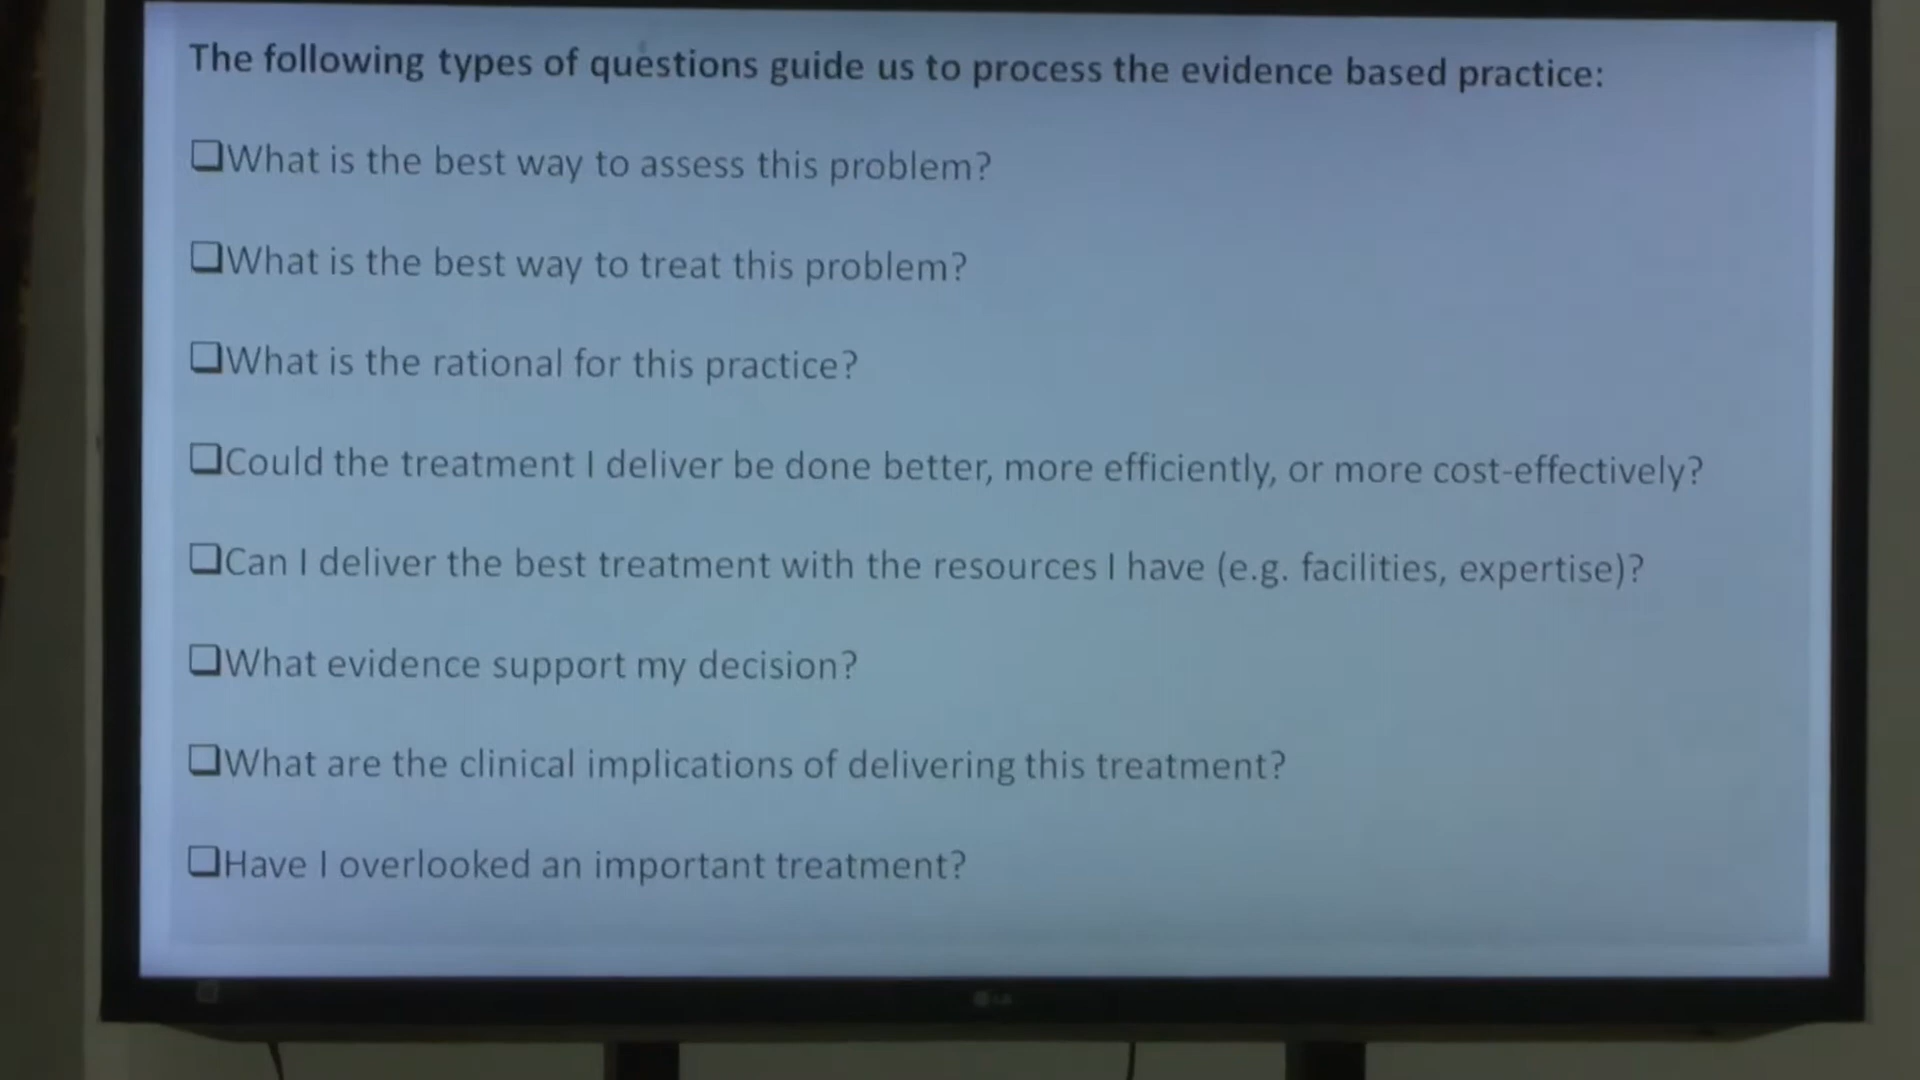 The following types of questions guide us to process the evidence based practice:
❑What is the best way to assess this problem?
❑What is the best way to treat this problem?
❑What is the rational for this practice?
❑Could the treatment I deliver be done better, more efficiently, or more cost-effectively?
❑Can I deliver the best treatment with the resources I have (e.g. facilities, expertise)?
❑What evidence support my decision?
❑What are the clinical implications of delivering this treatment?
❑Have I overlooked an important treatment?
LG